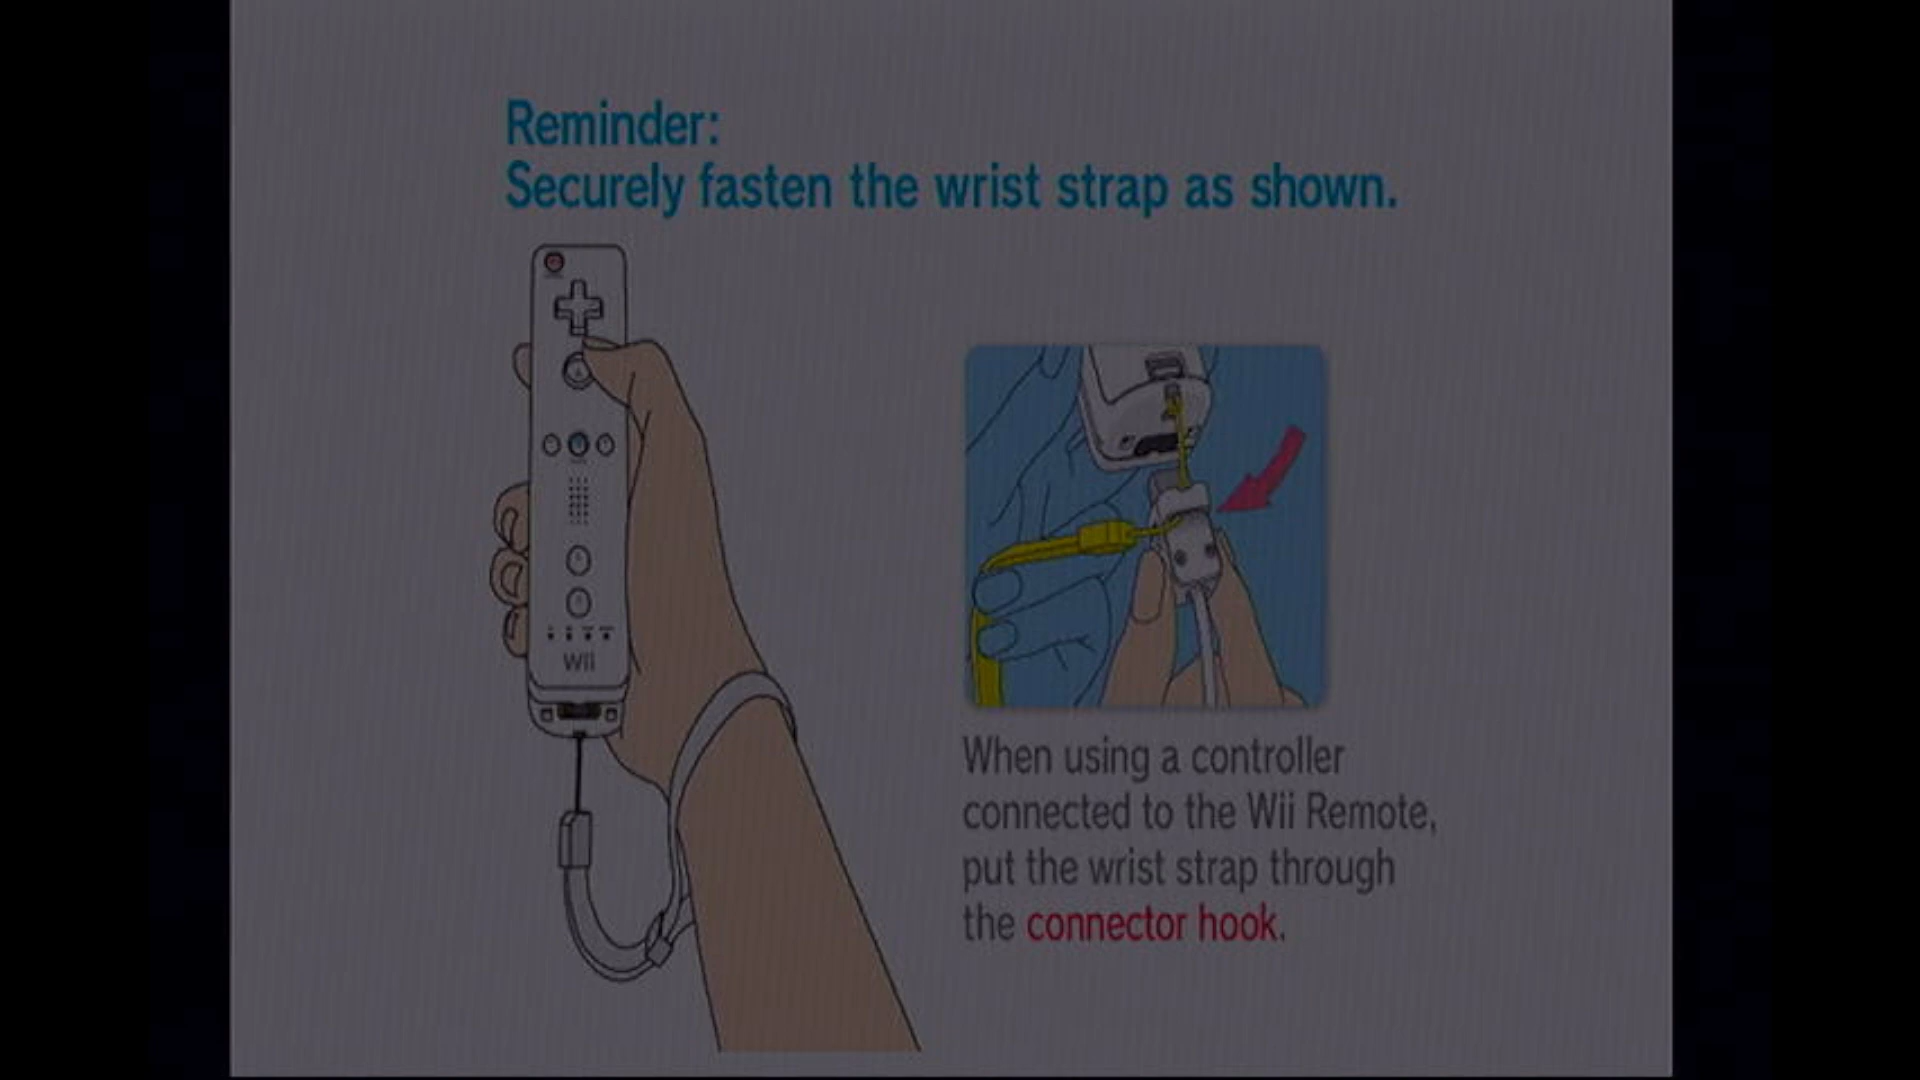 Reminder:
Securely fasten the wrist strap as shown.
Wii
When using a controller
connected to the Wii Remote,
put the wrist strap through
the connector hook.